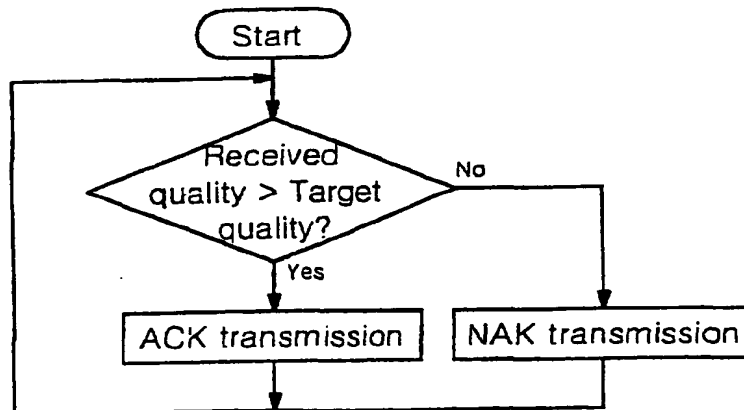 Start
Received
quality > Target
quality?
No
Yes
ACK transmission
NAK transmission